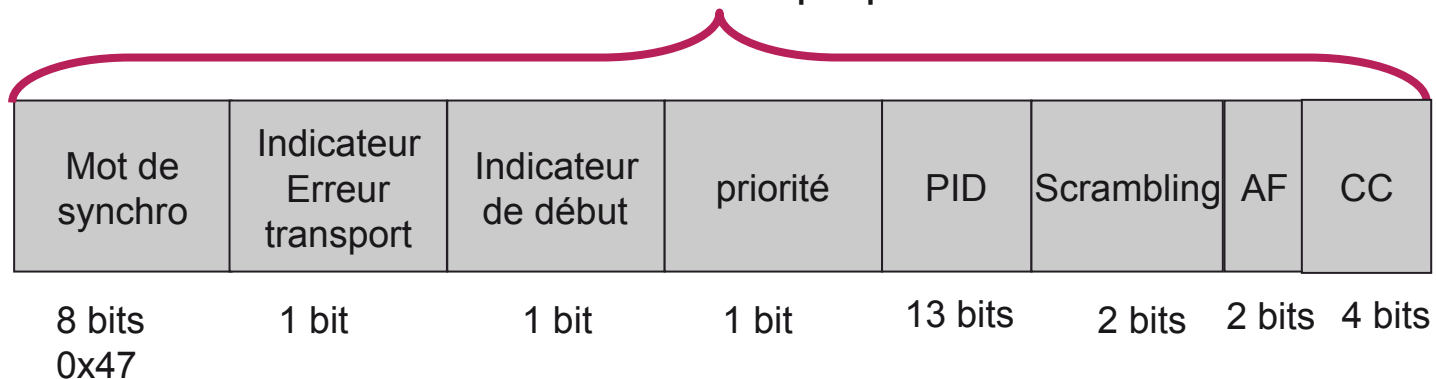 Mot de
synchro
Indicateur
Erreur
transport
Indicateur
de début
priorité
PID
Scrambling
AF
CC
8 bits
0x47
1 bit
1 bit
1 bit
13 bits
2 bits
2 bits
4 bits